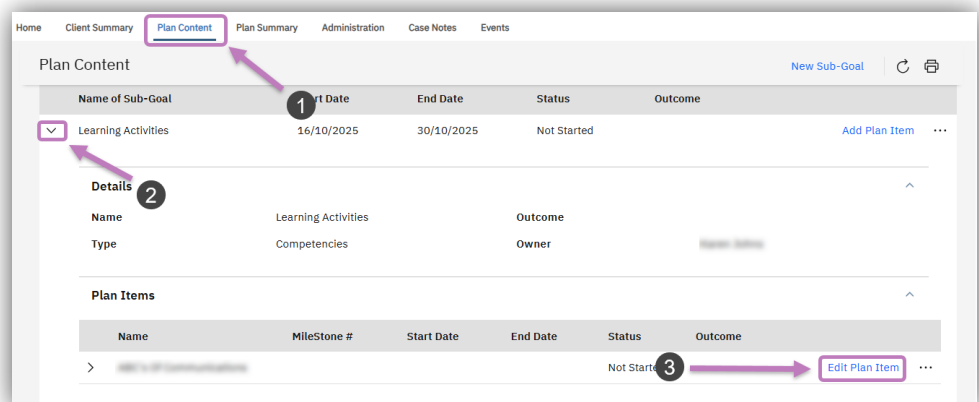 Home Client Summary Plan Content Plan Summary Administration Case Notes Events
Plan Content New Sub-Goal
Name of Sub-Goal 1 rt Date End Date Status Outcome
Learning Activities 16/10/2025 30/10/2025 Not Started Add Plan Item ...
Details
2
Name Learning Activities Outcome
Type Competencies Owner
Plan Items
Name MileStone # Start Date End Date Status Outcome
Not Starte 3 Edit Plan Item ...